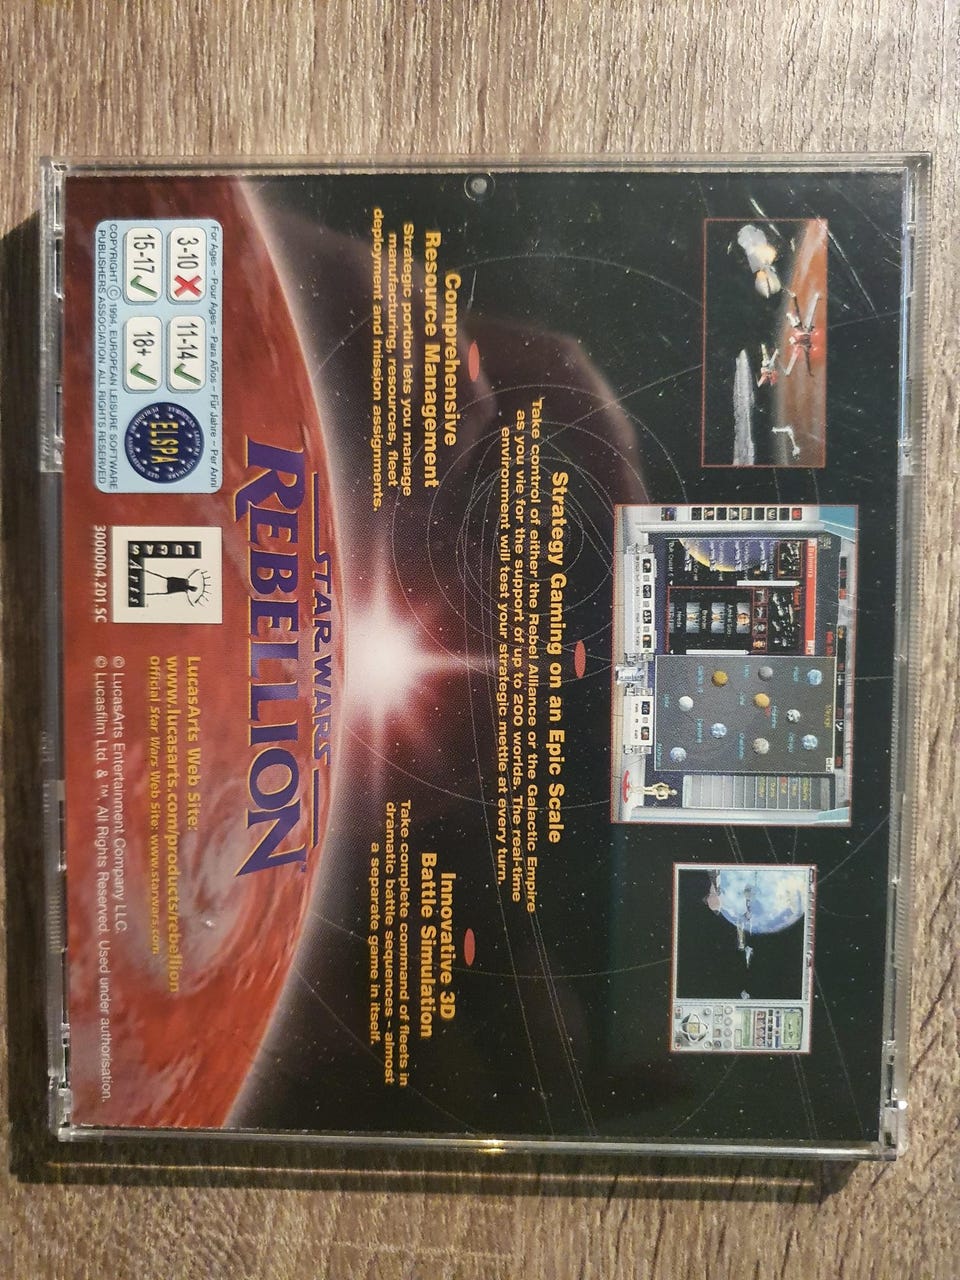 Strategy Gaming on an Epic Scale
Take control of either the Rebel Alliance or the Galactic Empire
as you vie for the support of up to 200 worlds. The real-time
environment will test your strategic mettle at every turn.
Comprehensive
Resource Management
Strategic portion lets you manage
manufacturing, resources, fleet
deployment and mission assignments.
Innovative 3D
Battle Simulation
Take complete command of fleets in
dramatic battle sequences – almost
a separate game in itself.
STAR WARS
REBELLION™
For Ages – Pour Ages – Para Años – Für Jahre – Per Anni
3-10
11-14
15-17
18+
ELSPA
COPYRIGHT © 1994, EUROPEAN LEISURE SOFTWARE
PUBLISHERS ASSOCIATION. ALL RIGHTS RESERVED
LUCAS
Arts
3000004.201.SC
LucasArts Web Site:
www.lucasarts.com/products/rebellion
official Star Wars Web Site: www.starwars.com
© LucasArts Entertainment Company LLC.
© Lucasfilm Ltd. & ™. All Rights Reserved. Used under authorisation.